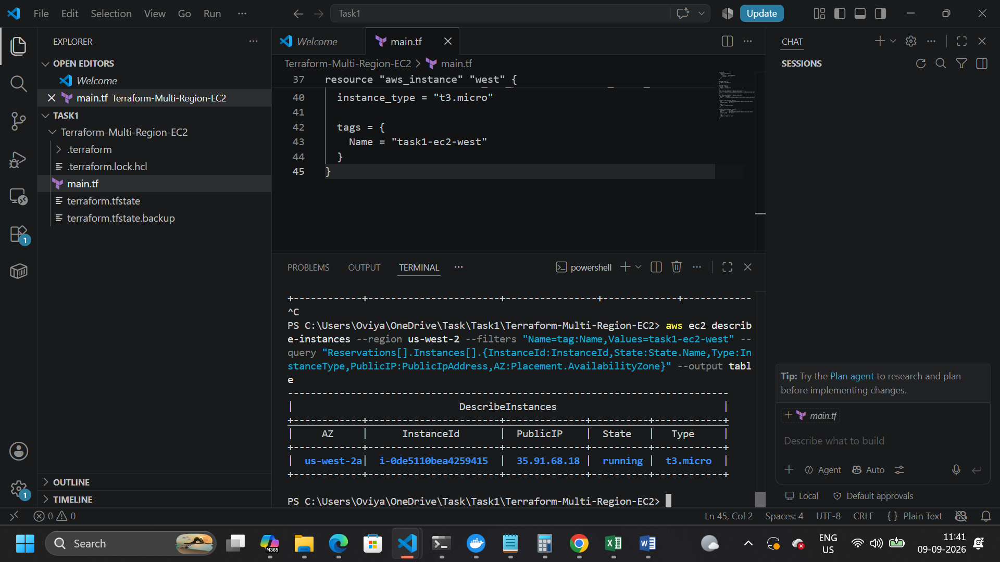 File Edit Selection View Go Run ···
Task1
Update
EXPLORER
OPEN EDITORS
Welcome
main.tf Terraform-Multi-Region-EC2
TASK1
Terraform-Multi-Region-EC2
.terraform
.terraform.lock.hcl
main.tf
terraform.tfstate
terraform.tfstate.backup
OUTLINE
TIMELINE
1
1
Welcome
main.tf
Terraform-Multi-Region-EC2 > main.tf
37 resource "aws_instance" "west" {
40 instance_type = "t3.micro"
41
42 tags = {
43 Name = "task1-ec2-west"
44 }
45 }
PROBLEMS OUTPUT TERMINAL ···
powershell
+------------+----------------------+---------------+------------+------------
^C
PS C:\Users\Oviya\OneDrive\Task\Task1\Terraform-Multi-Region-EC2> aws ec2 describ
e-instances --region us-west-2 --filters "Name=tag:Name,Values=task1-ec2-west" --
query "Reservations[].Instances[].{InstanceId:InstanceId,State:State.Name,Type:In
stanceType,PublicIP:PublicIpAddress,AZ:Placement.AvailabilityZone}" --output tabl
e
--------------------------------------------------------------------------
| DescribeInstances |
+------------+----------------------+--------------+----------+------------+
| AZ | InstanceId | PublicIP | State | Type |
+------------+----------------------+--------------+----------+------------+
| us-west-2a| i-0de5110bea4259415 | 35.91.68.18 | running | t3.micro |
+------------+----------------------+--------------+----------+------------+
PS C:\Users\Oviya\OneDrive\Task\Task1\Terraform-Multi-Region-EC2>
CHAT
SESSIONS
Tip: Try the Plan agent to research and plan
before implementing changes.
main.tf
Describe what to build
Agent Auto
Local Default approvals
0 0
Ln 45, Col 2 Spaces: 4 UTF-8 CRLF { } Plain Text
Search
M365
ENG
US
11:41
09-09-2026